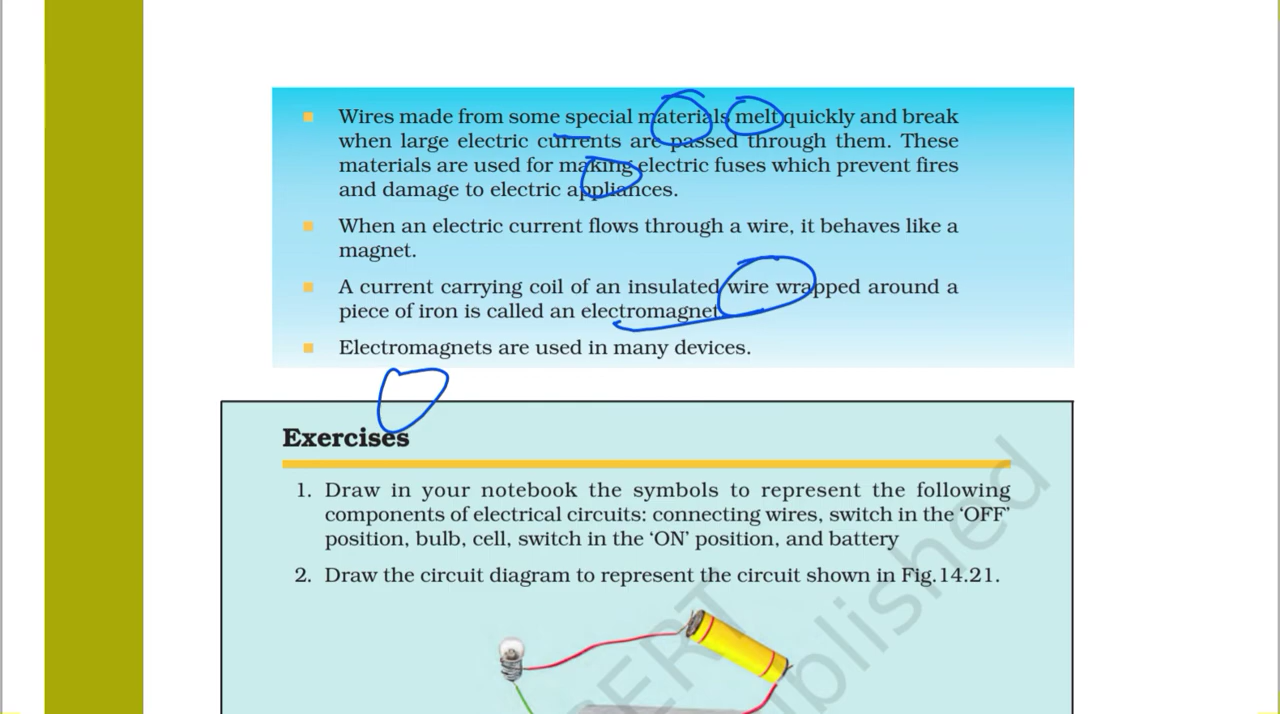 Wires made from some special materials melt quickly and break
when large electric currents are passed through them. These
materials are used for making electric fuses which prevent fires
and damage to electric appliances.
When an electric current flows through a wire, it behaves like a
magnet.
A current carrying coil of an insulated wire wrapped around a
piece of iron is called an electromagnet.
Electromagnets are used in many devices.
Exercises
1. Draw in your notebook the symbols to represent the following
components of electrical circuits: connecting wires, switch in the ‘OFF’
position, bulb, cell, switch in the ‘ON’ position, and battery
2. Draw the circuit diagram to represent the circuit shown in Fig.14.21.